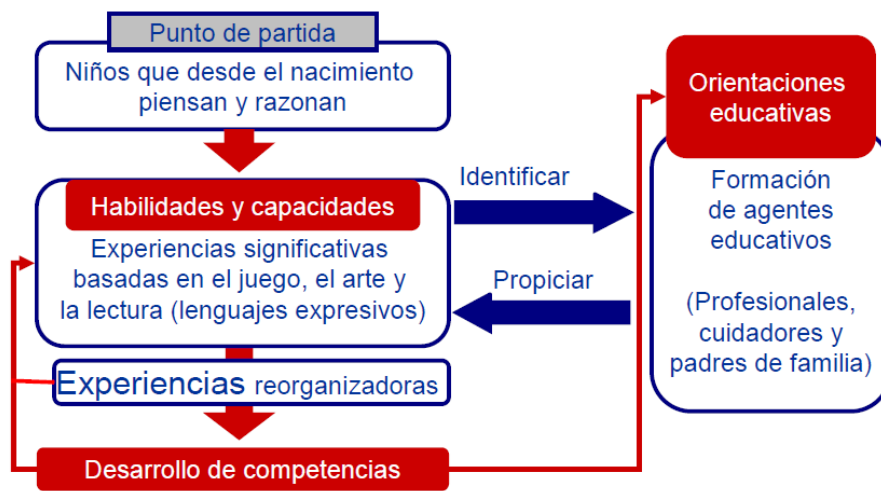 Punto de partida
Niños que desde el nacimiento
piensan y razonan
Habilidades y capacidades
Experiencias significativas
basadas en el juego, el arte y
la lectura (lenguajes expresivos)
Experiencias reorganizadoras
Desarrollo de competencias
Identificar
Propiciar
Orientaciones
educativas
Formación
de agentes
educativos
(Profesionales,
cuidadores y
padres de familia)